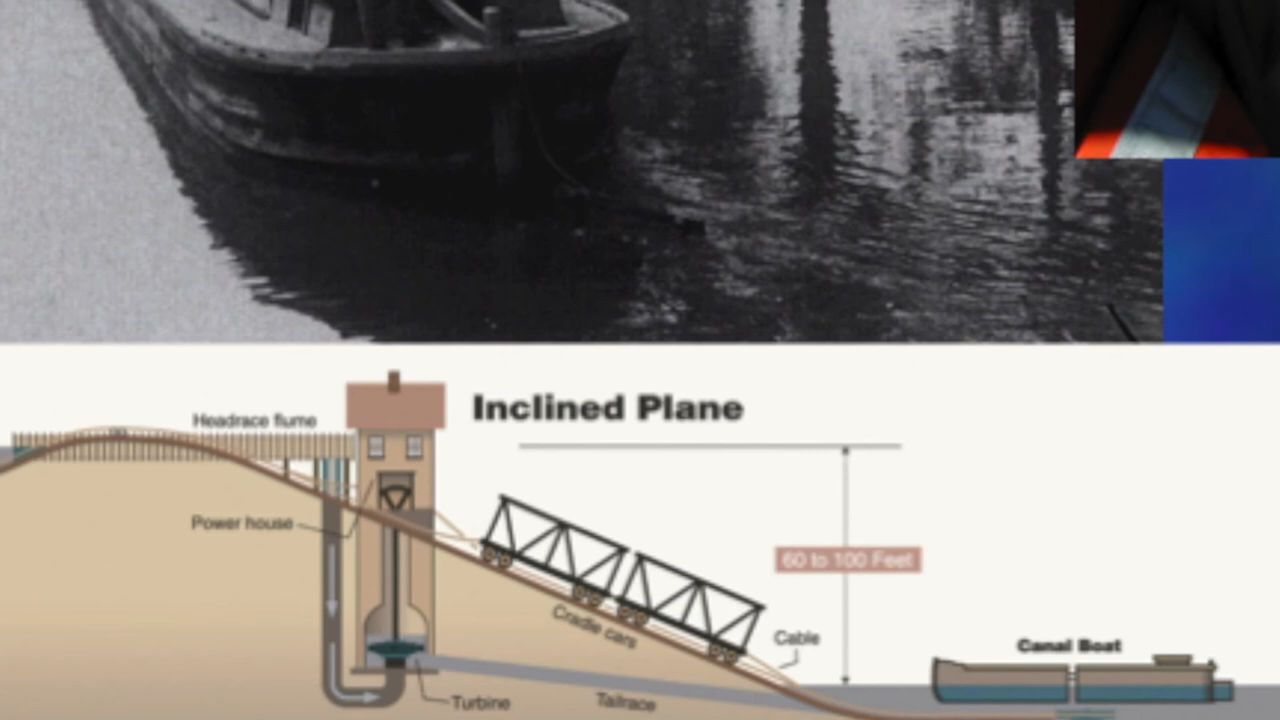 Headrace flume
Inclined Plane
Power house
60 to 100 Feet
Cradle cars
Cable
Canal Boat
Turbine
Tailrace